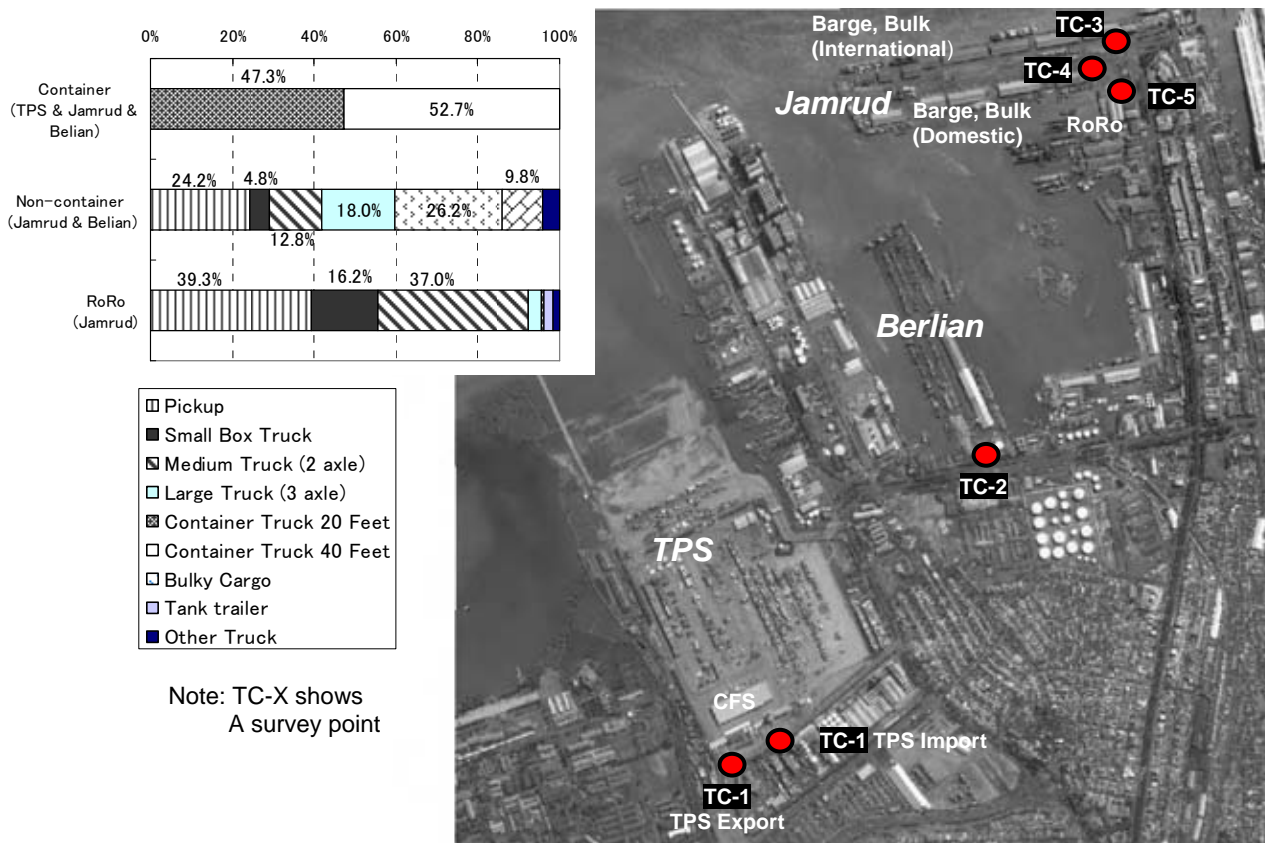 0% 20% 40% 60% 80% 100%
Container
(TPS & Jamrud &
Belian)
47.3%
52.7%
Non-container
(Jamrud & Belian)
24.2%
4.8%
12.8%
18.0%
26.2%
9.8%
RoRo
(Jamrud)
39.3%
16.2%
37.0%
Pickup
Small Box Truck
Medium Truck (2 axle)
Large Truck (3 axle)
Container Truck 20 Feet
Container Truck 40 Feet
Bulky Cargo
Tank trailer
Other Truck
Note: TC-X shows
A survey point
Barge, Bulk
(International)
TC-3
TC-4
TC-5
Jamrud
Barge, Bulk
(Domestic)
RoRo
Berlian
TC-2
TPS
CFS
TC-1 TPS Import
TC-1
TPS Export